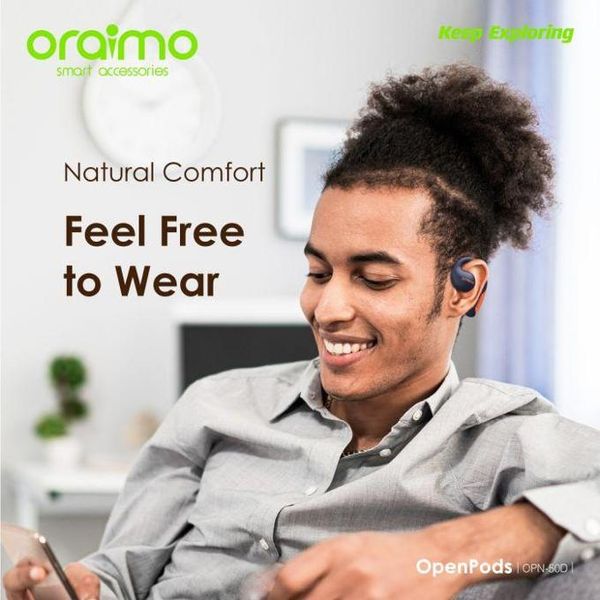 oraimo
smart accessories
Keep Exploring
Natural Comfort
Feel Free
to Wear
OpenPods | OPN-50D |